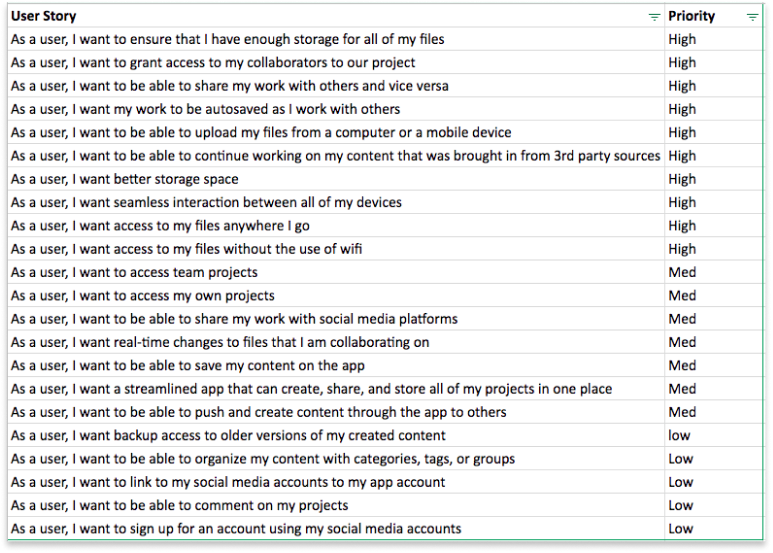 User Story Priority
As a user, I want to ensure that I have enough storage for all of my files High
As a user, I want to grant access to my collaborators to our project High
As a user, I want to be able to share my work with others and vice versa High
As a user, I want my work to be autosaved as I work with others High
As a user, I want to be able to upload my files from a computer or a mobile device High
As a user, I want to be able to continue working on my content that was brought in from 3rd party sources High
As a user, I want better storage space High
As a user, I want seamless interaction between all of my devices High
As a user, I want access to my files anywhere I go High
As a user, I want access to my files without the use of wifi High
As a user, I want to access team projects Med
As a user, I want to access my own projects Med
As a user, I want to be able to share my work with social media platforms Med
As a user, I want real-time changes to files that I am collaborating on Med
As a user, I want to be able to save my content on the app Med
As a user, I want a streamlined app that can create, share, and store all of my projects in one place Med
As a user, I want to be able to push and create content through the app to others Med
As a user, I want backup access to older versions of my created content low
As a user, I want to be able to organize my content with categories, tags, or groups Low
As a user, I want to link to my social media accounts to my app account Low
As a user, I want to be able to comment on my projects Low
As a user, I want to sign up for an account using my social media accounts Low